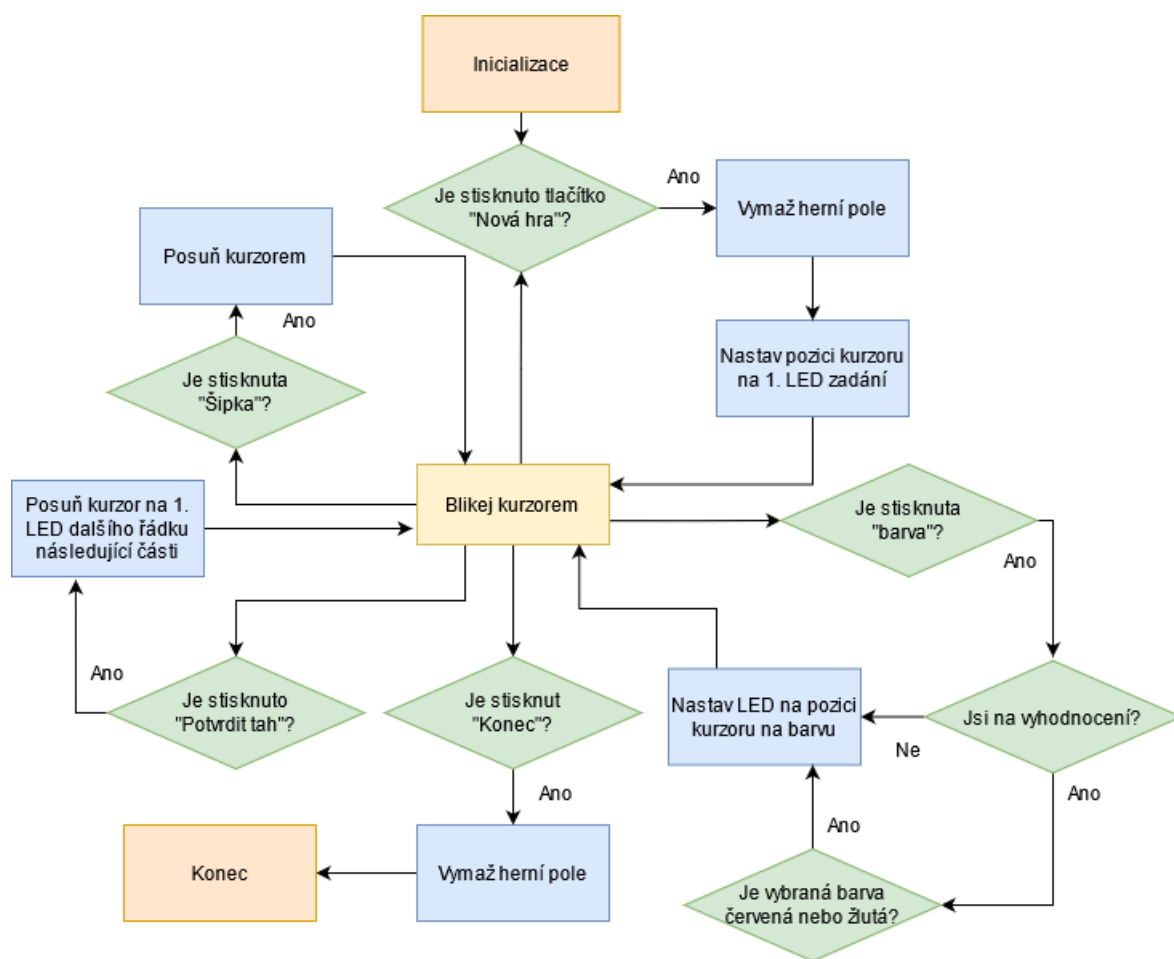 Inicializace
Je stisknuto tlačítko
"Nová hra"?
Ano
Vymaž herní pole
Posuň kurzorem
Ano
Nastav pozici kurzoru
na 1. LED zadání
Je stisknuta
"Šipka"?
Posuň kurzor na 1.
LED dalšího řádku
následující části
Blikej kurzorem
Je stisknuta
"barva"?
Ano
Ano
Je stisknuto
"Potvrdit tah"?
Je stisknut
"Konec"?
Nastav LED na pozici
kurzoru na barvu
Jsi na vyhodnocení?
Ne
Ano
Ano
Ano
Konec
Vymaž herní pole
Je vybraná barva
červená nebo žlutá?